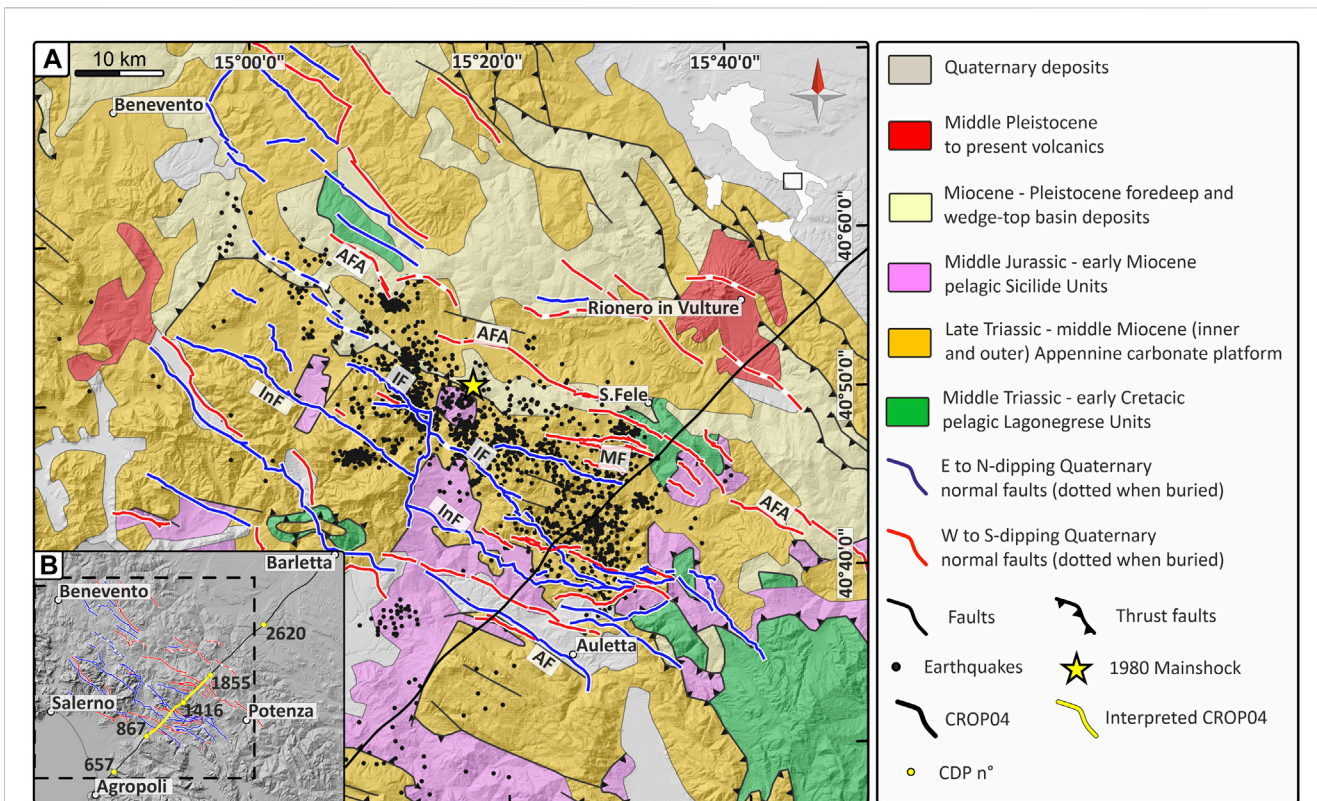 A
10 km
15°00'0"
15°20'0"
15°40'0"
Benevento
40°60'0"
AFA
Rionero in Vulture
AFA
40°50'0"
IF
S.Fele
InF
IF
MF
InF
AFA
40°40'0"
Auletta
AF
B
Barletta
Benevento
2620
1855
Salerno
1416
Potenza
867
657
Agropoli
Quaternary deposits
Middle Pleistocene
to present volcanics
Miocene - Pleistocene foredeep and
wedge-top basin deposits
Middle Jurassic - early Miocene
pelagic Sicilide Units
Late Triassic - middle Miocene (inner
and outer) Appennine carbonate platform
Middle Triassic - early Cretacic
pelagic Lagonegrese Units
E to N-dipping Quaternary
normal faults (dotted when buried)
W to S-dipping Quaternary
normal faults (dotted when buried)
Faults
Thrust faults
Earthquakes
1980 Mainshock
CROP04
Interpreted CROP04
CDP n°